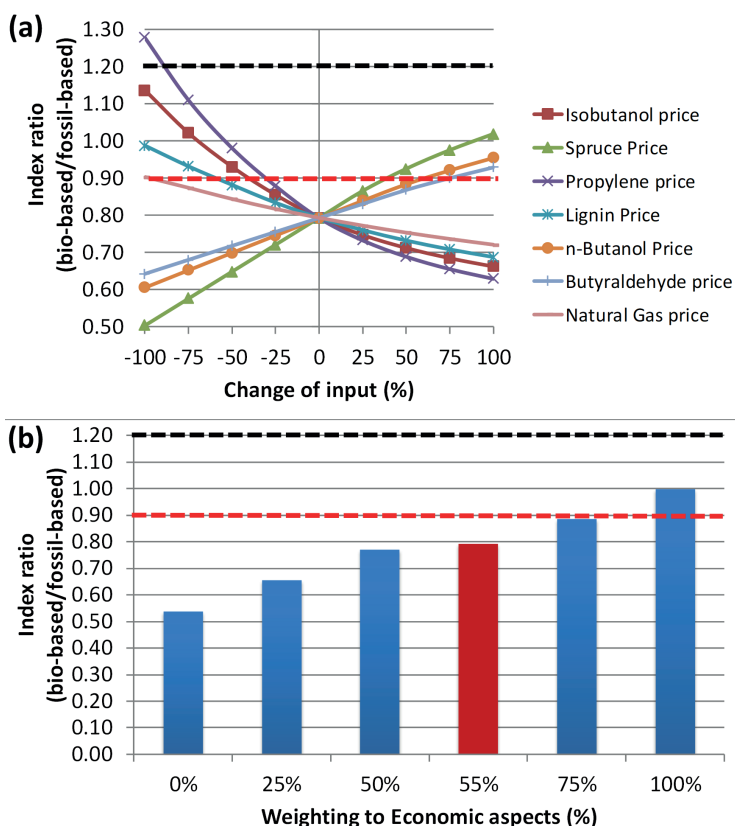 (a)
Index ratio
(bio-based/fossil-based)
1.30
1.20
1.10
1.00
0.90
0.80
0.70
0.60
0.50
-100 -75 -50 -25 0 25 50 75 100
Change of input (%)
Isobutanol price
Spruce Price
Propylene price
Lignin Price
n-Butanol Price
Butyraldehyde price
Natural Gas price
(b)
Index ratio
(bio-based/fossil-based)
1.20
1.10
1.00
0.90
0.80
0.70
0.60
0.50
0.40
0.30
0.20
0.10
0.00
0% 25% 50% 55% 75% 100%
Weighting to Economic aspects (%)